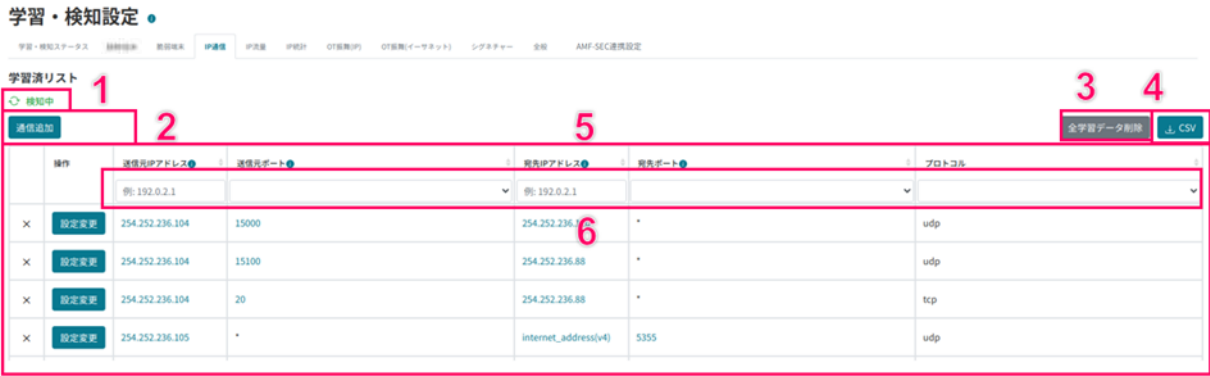 学習・検知設定
学習・検知ステータス 新規端末 脆弱端末 IP通信 IP流量 IP統計 OT振舞(IP) OT振舞(イーサネット) シグネチャー 全般 AMF-SEC連携設定
学習済リスト
検知中
1
通信追加
2
3
全学習データ削除
4
CSV
5
操作 送信元IPアドレス 送信元ポート 宛先IPアドレス 宛先ポート プロトコル
例: 192.0.2.1 例: 192.0.2.1
6
× 設定変更 254.252.236.104 15000 254.252.236. * udp
× 設定変更 254.252.236.104 15100 254.252.236.88 * udp
× 設定変更 254.252.236.104 20 254.252.236.88 * tcp
× 設定変更 254.252.236.105 * internet_address(v4) 5355 udp